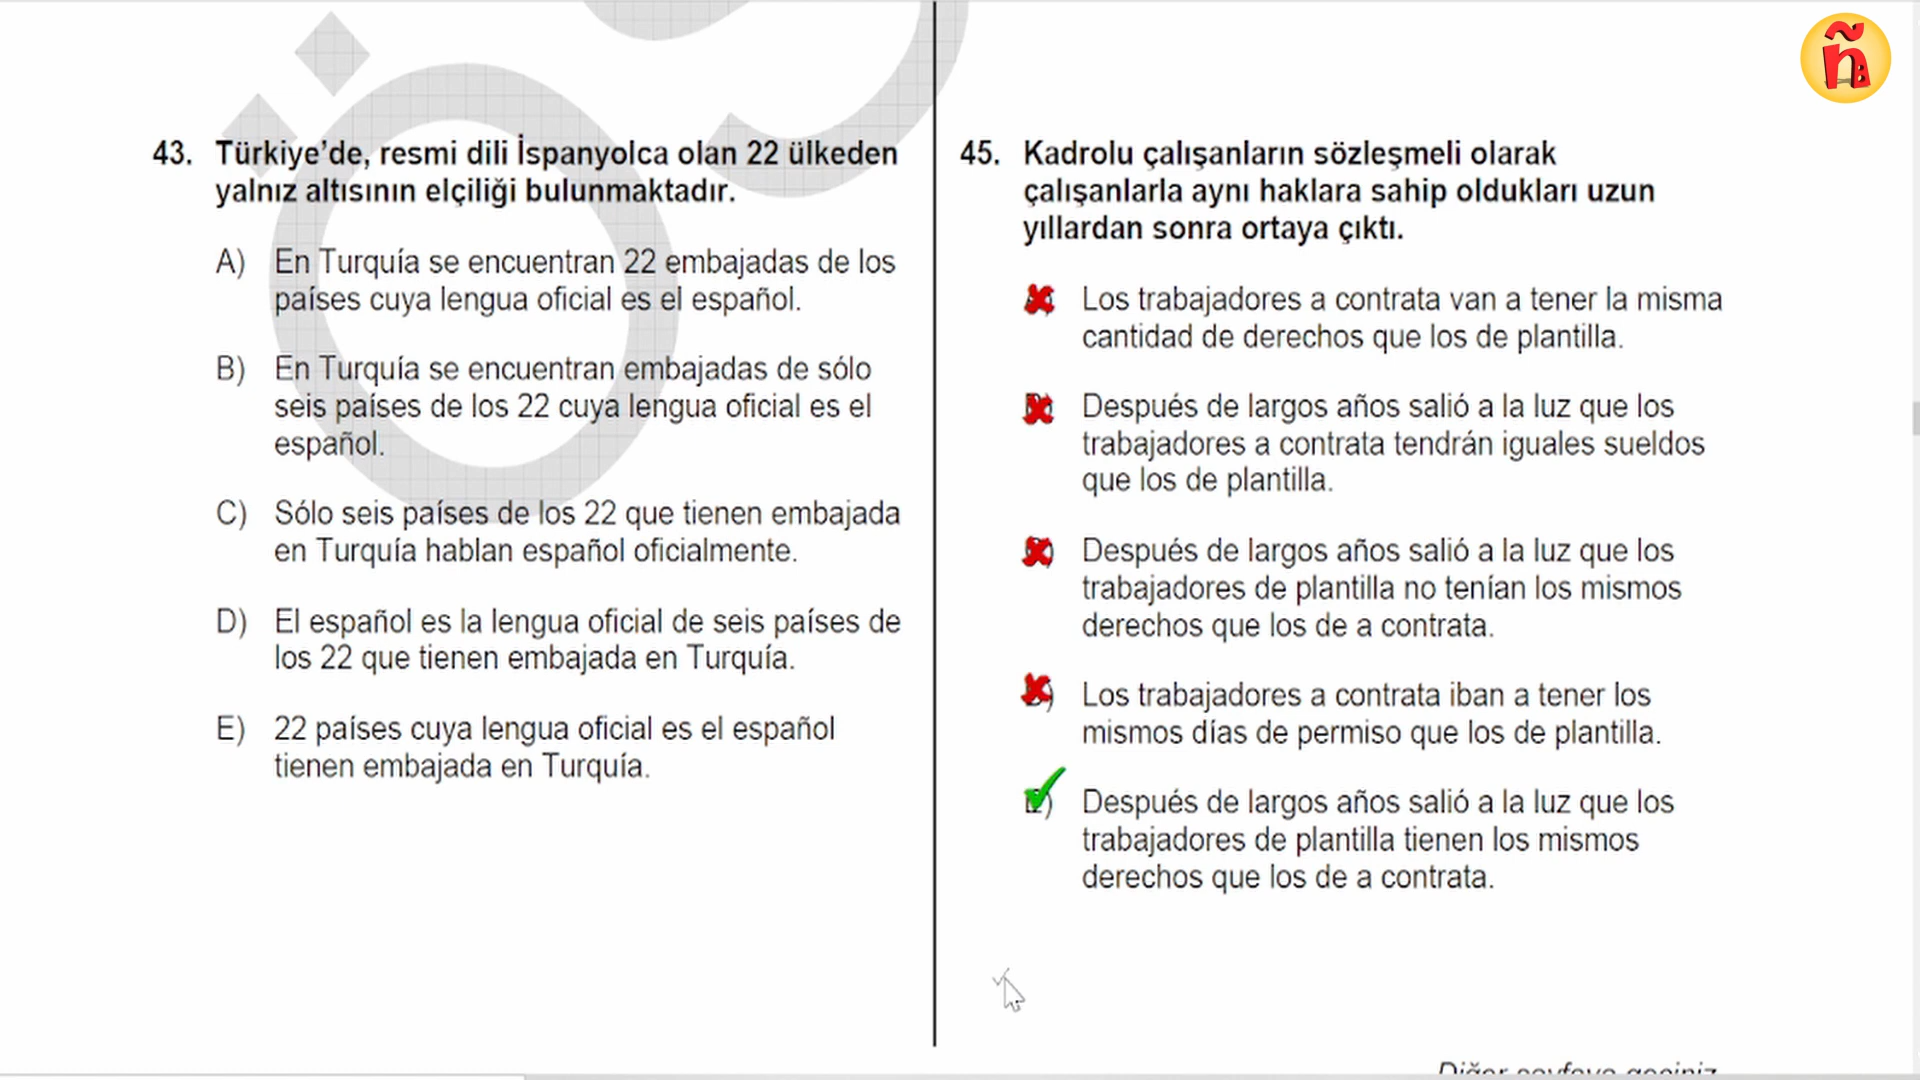 43. Türkiye'de, resmi dili İspanyolca olan 22 ülkeden
yalnız altısının elçiliği bulunmaktadır.
A) En Turquía se encuentran 22 embajadas de los
países cuya lengua oficial es el español.
B) En Turquía se encuentran embajadas de sólo
seis países de los 22 cuya lengua oficial es el
español.
C) Sólo seis países de los 22 que tienen embajada
en Turquía hablan español oficialmente.
D) El español es la lengua oficial de seis países de
los 22 que tienen embajada en Turquía.
E) 22 países cuya lengua oficial es el español
tienen embajada en Turquía.
45. Kadrolu çalışanların sözleşmeli olarak
çalışanlarla aynı haklara sahip oldukları uzun
yıllardan sonra ortaya çıktı.
Los trabajadores a contrata van a tener la misma
cantidad de derechos que los de plantilla.
Después de largos años salió a la luz que los
trabajadores a contrata tendrán iguales sueldos
que los de plantilla.
Después de largos años salió a la luz que los
trabajadores de plantilla no tenían los mismos
derechos que los de a contrata.
Los trabajadores a contrata iban a tener los
mismos días de permiso que los de plantilla.
Después de largos años salió a la luz que los
trabajadores de plantilla tienen los mismos
derechos que los de a contrata.
Diğer sayfaya geçiniz
ñ